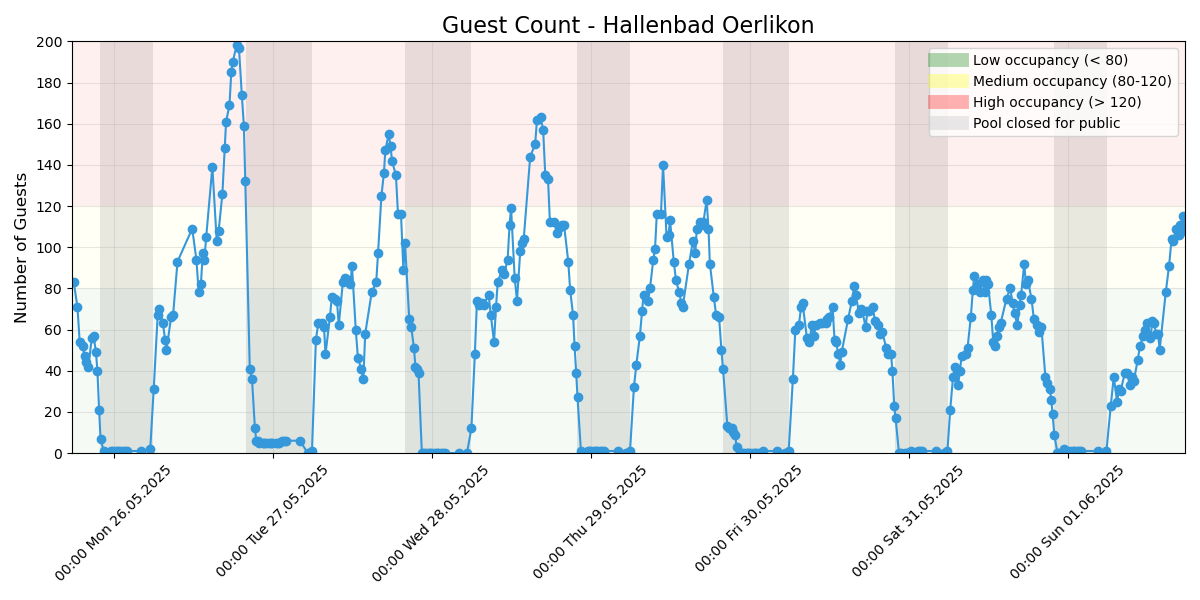 Guest Count - Hallenbad Oerlikon
Number of Guests
200
180
160
140
120
100
80
60
40
20
0
Low occupancy (< 80)
Medium occupancy (80-120)
High occupancy (> 120)
Pool closed for public
00:00 Mon 26.05.2025
00:00 Tue 27.05.2025
00:00 Wed 28.05.2025
00:00 Thu 29.05.2025
00:00 Fri 30.05.2025
00:00 Sat 31.05.2025
00:00 Sun 01.06.2025